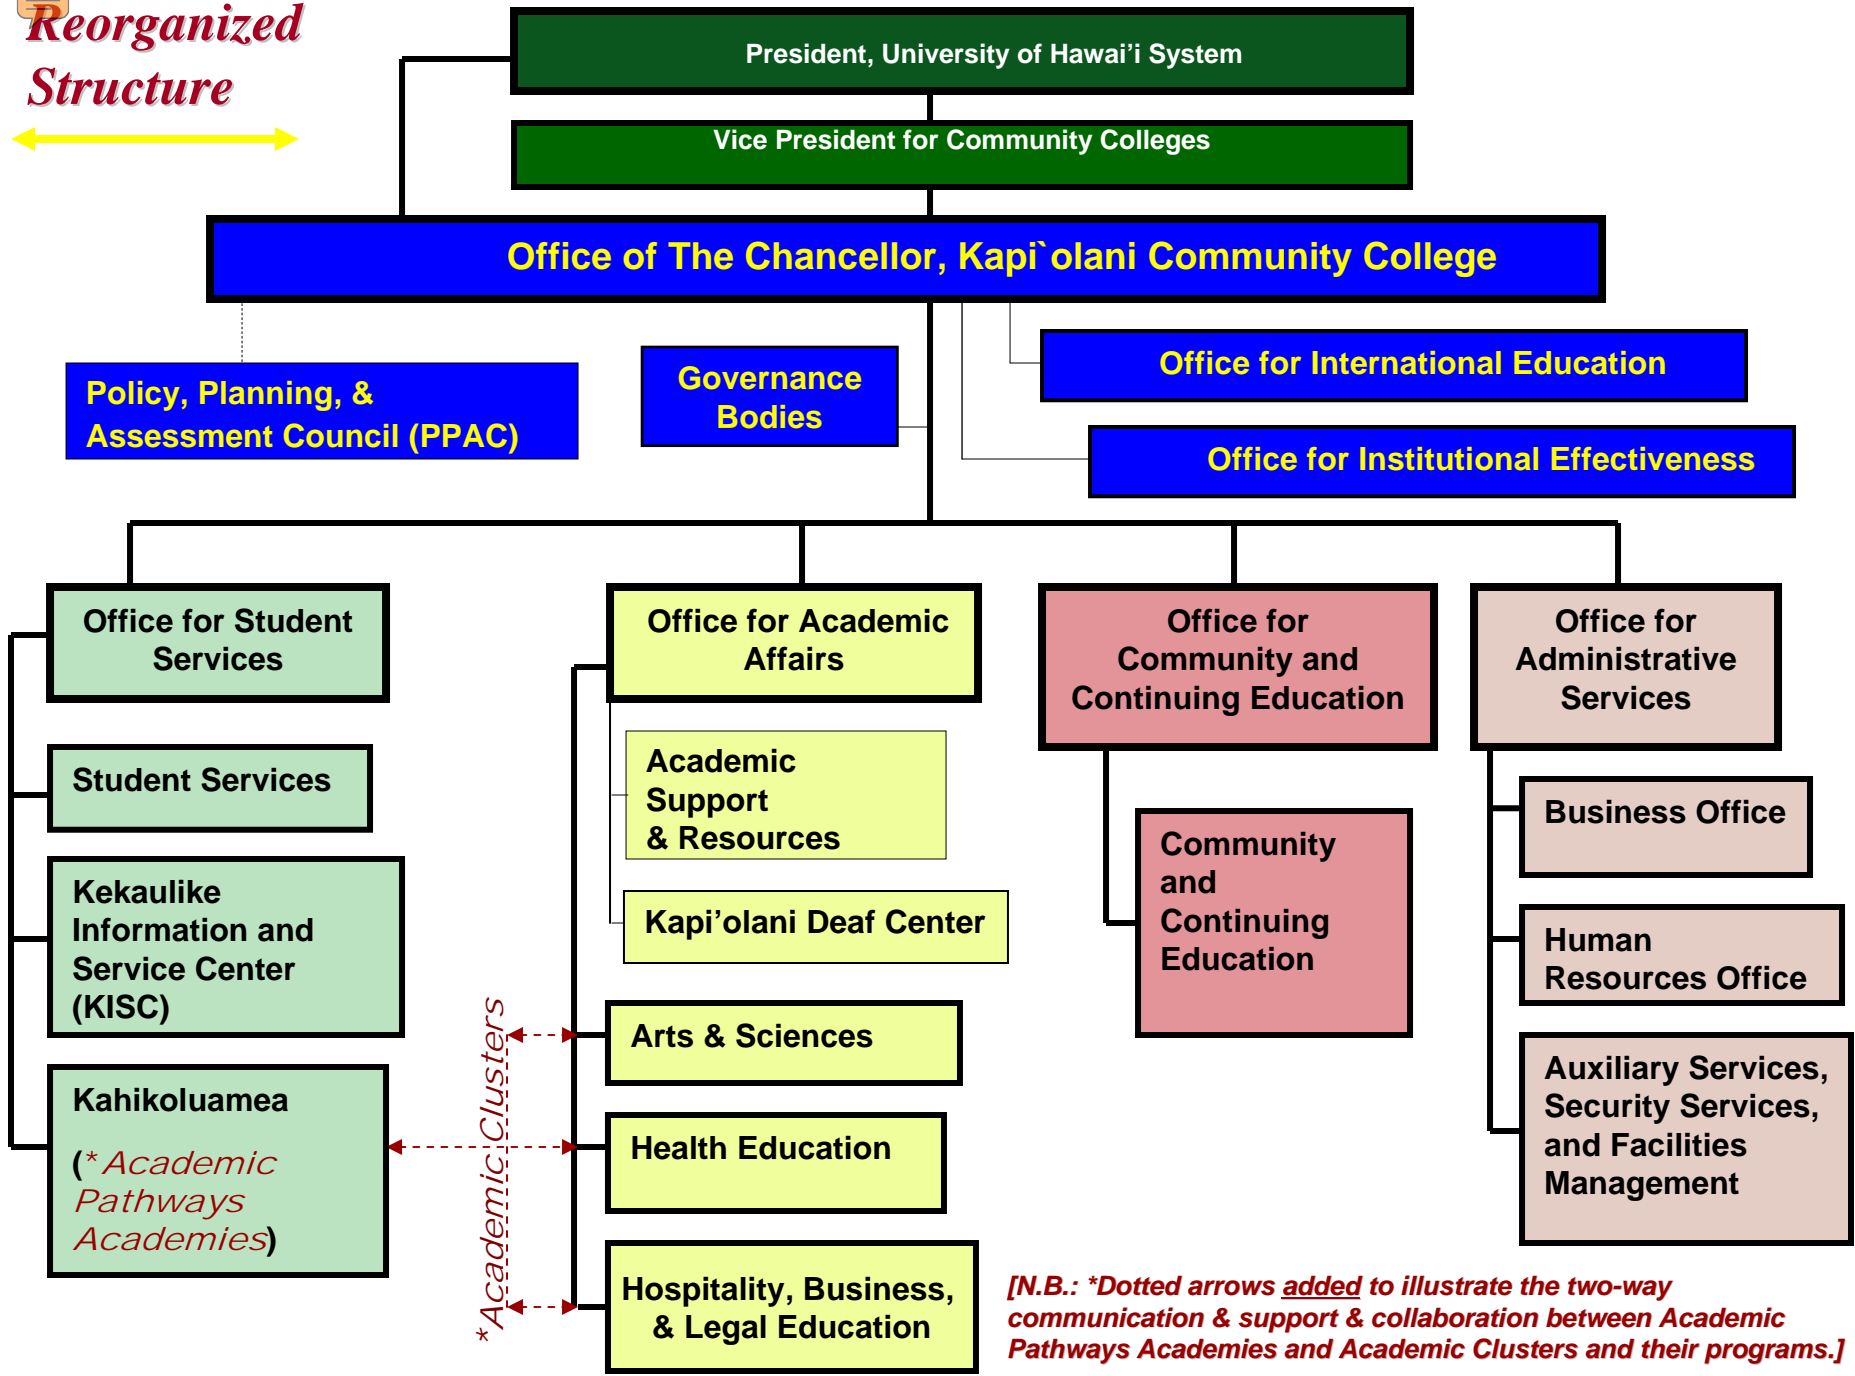 Reorganized
Structure
President, University of Hawai’i System
Vice President for Community Colleges
Office of The Chancellor, Kapi`olani Community College
Policy, Planning, &
Assessment Council (PPAC)
Governance
Bodies
Office for International Education
Office for Institutional Effectiveness
Office for Student
Services
Student Services
Kekaulike
Information and
Service Center
(KISC)
Kahikoluamea
(*Academic
Pathways
Academies)
*Academic Clusters
Office for Academic
Affairs
Academic
Support
& Resources
Kapi’olani Deaf Center
Arts & Sciences
Health Education
Hospitality, Business,
& Legal Education
Office for
Community and
Continuing Education
Community
and
Continuing
Education
Office for
Administrative
Services
Business Office
Human
Resources Office
Auxiliary Services,
Security Services,
and Facilities
Management
[N.B.: *Dotted arrows added to illustrate the two-way
communication & support & collaboration between Academic
Pathways Academies and Academic Clusters and their programs.]